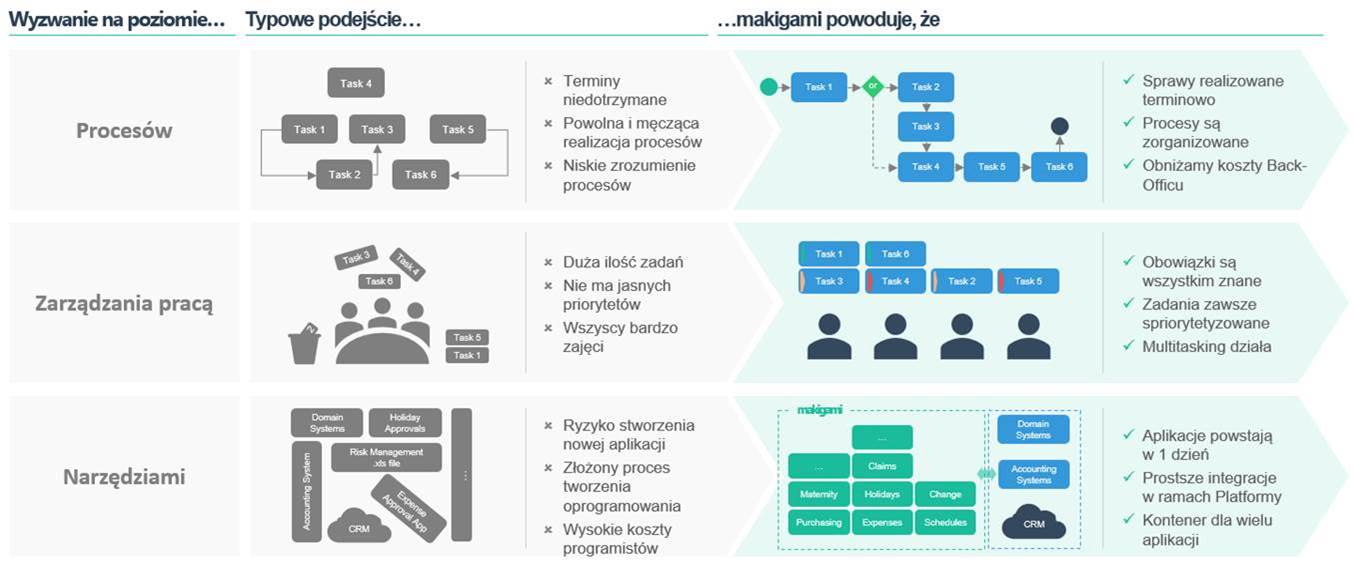 Wyzwanie na poziomie…
Typowe podejście…
…makigami powoduje, że
Procesów
Task 4
Task 1
Task 3
Task 5
Task 2
Task 6
Terminy
niedotrzymane
Powolna i męcząca
realizacja procesów
Niskie zrozumienie
procesów
Task 1
or
Task 2
Task 3
Task 4
Task 5
Task 6
Sprawy realizowane
terminowo
Procesy są
zorganizowane
Obniżamy koszty Back-
Officu
Zarządzania pracą
Task 3
Task 4
Task 6
2
Task 5
Task 1
Duża ilość zadań
Nie ma jasnych
priorytetów
Wszyscy bardzo
zajęci
Task 1
Task 6
Task 3
Task 4
Task 2
Task 5
Obowiązki są
wszystkim znane
Zadania zawsze
spriorytetyzowane
Multitasking działa
Narzędziami
Domain
Systems
Holiday
Approvals
Accounting System
Risk Management
.xls file
Expense
Approval App
CRM
…
Ryzyko stworzenia
nowej aplikacji
Złożony proces
tworzenia
oprogramowania
Wysokie koszty
programistów
makigami
…
…
Claims
Maternity
Holidays
Change
Purchasing
Expenses
Schedules
Domain
Systems
Accounting
Systems
CRM
Aplikacje powstają
w 1 dzień
Prostsze integracje
w ramach Platformy
Kontener dla wielu
aplikacji